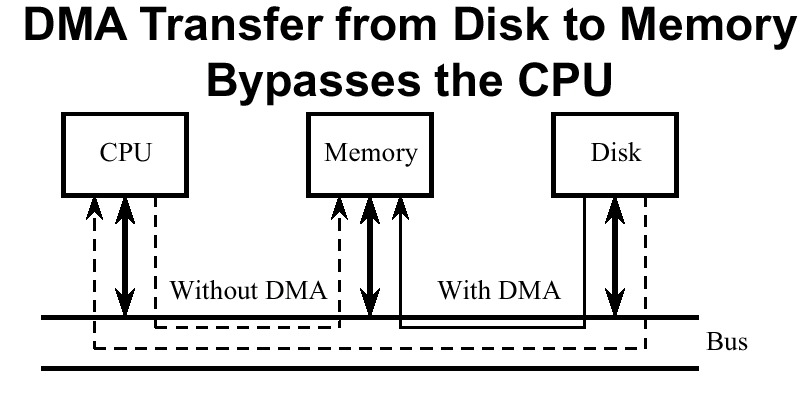 DMA Transfer from Disk to Memory
Bypasses the CPU
CPU
Memory
Disk
Without DMA
With DMA
Bus